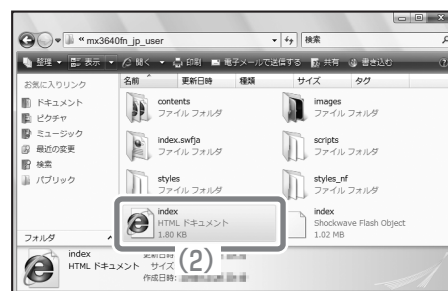 mx3640fn_jp_user
検索
整理
表示
開く
印刷
電子メールで送信する
共有
書き込む
お気に入りリンク
ドキュメント
ピクチャ
ミュージック
最近の変更
検索
パブリック
フォルダ
名前 更新日時 種類 サイズ タグ
contents
ファイル フォルダ
images
ファイル フォルダ
index.swfja
ファイル フォルダ
scripts
ファイル フォルダ
styles
ファイル フォルダ
styles_nf
ファイル フォルダ
index
HTML ドキュメント
1.80 KB
index
Shockwave Flash Object
1.02 MB
(2)
index
HTML ドキュメント
更新日時
サイズ
作成日時: